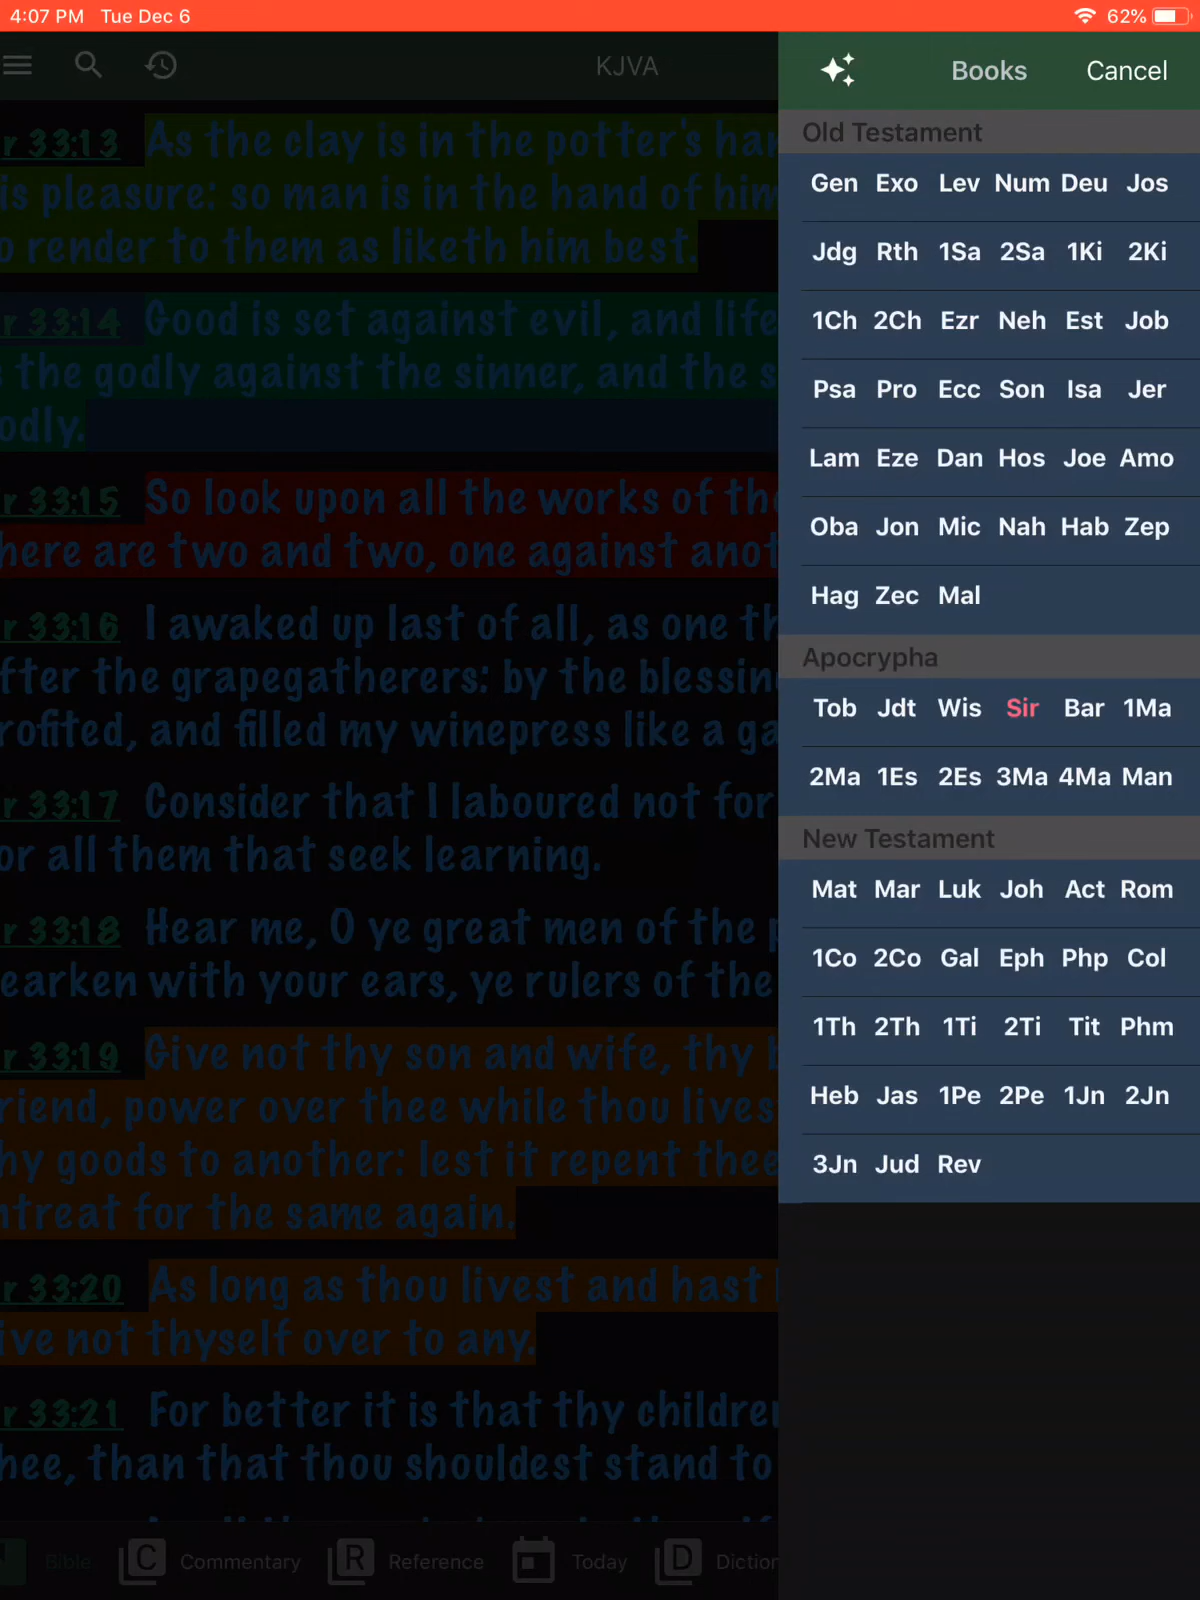 4:07 PM Tue Dec 6 62%
KJVA
r 33:13 As the clay is in the potter's
is pleasure: so man is in the hand of him
o render to them as liketh him best.
r 33:14 Good is set against evil, and life
the godly against the sinner, and the s
odly.
r 33:15 So look upon all the works of
here are two and two, one against
r 33:16 I awaked up last of all, as one
fter the grapegatherers: by the
rofited, and filled my winepress like a
r 33:17 Consider that I laboured not for
or all them that seek learning.
r 33:18 Hear me, O ye great men of the
earken with your ears, ye rulers of the
r 33:19 Give not thy son and wife, thy
riend, power over thee while thou
hy goods to another: lest it repent thee
ntreat for the same again.
r 33:20 As long as thou livest and hast
ive not thyself over to any.
r 33:21 For better it is that thy
hee, than that thou shouldest stand to
Bible C Commentary R Reference Today D Diction
Books Cancel
Old Testament
Gen Exo Lev Num Deu Jos
Jdg Rth 1Sa 2Sa 1Ki 2Ki
1Ch 2Ch Ezr Neh Est Job
Psa Pro Ecc Son Isa Jer
Lam Eze Dan Hos Joe Amo
Oba Jon Mic Nah Hab Zep
Hag Zec Mal
Apocrypha
Tob Jdt Wis Sir Bar 1Ma
2Ma 1Es 2Es 3Ma 4Ma Man
New Testament
Mat Mar Luk Joh Act Rom
1Co 2Co Gal Eph Php Col
1Th 2Th 1Ti 2Ti Tit Phm
Heb Jas 1Pe 2Pe 1Jn 2Jn
3Jn Jud Rev